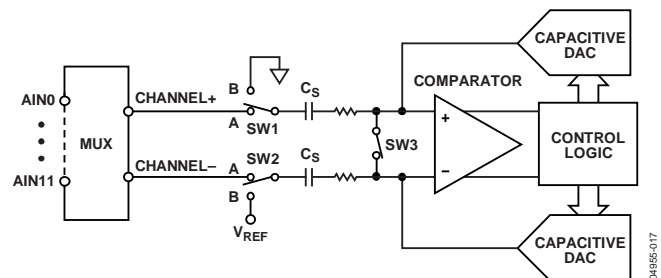 CAPACITIVE
DAC
COMPARATOR
B
CS
AIN0
CHANNEL+
A
SW1
+
MUX
SW3
CONTROL
LOGIC
CHANNEL–
A
SW2
CS
–
AIN11
B
VREF
CAPACITIVE
DAC
04955-017